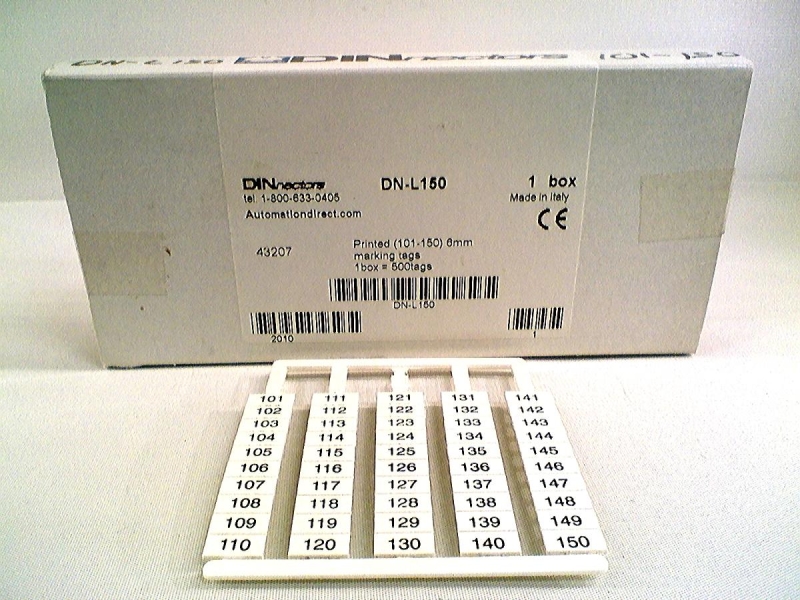 DN-L150 DINnectors 101-150
DINnectors DN-L150 1 box
tel. 1-800-633-0405 Made in Italy
Automationdirect.com CE
43207 Printed (101-150) 6mm
marking tags
1box = 500tags
DN-L150
2010 1
101 111 121 131 141
102 112 122 132 142
103 113 123 133 143
104 114 124 134 144
105 115 125 135 145
106 116 126 136 146
107 117 127 137 147
108 118 128 138 148
109 119 129 139 149
110 120 130 140 150